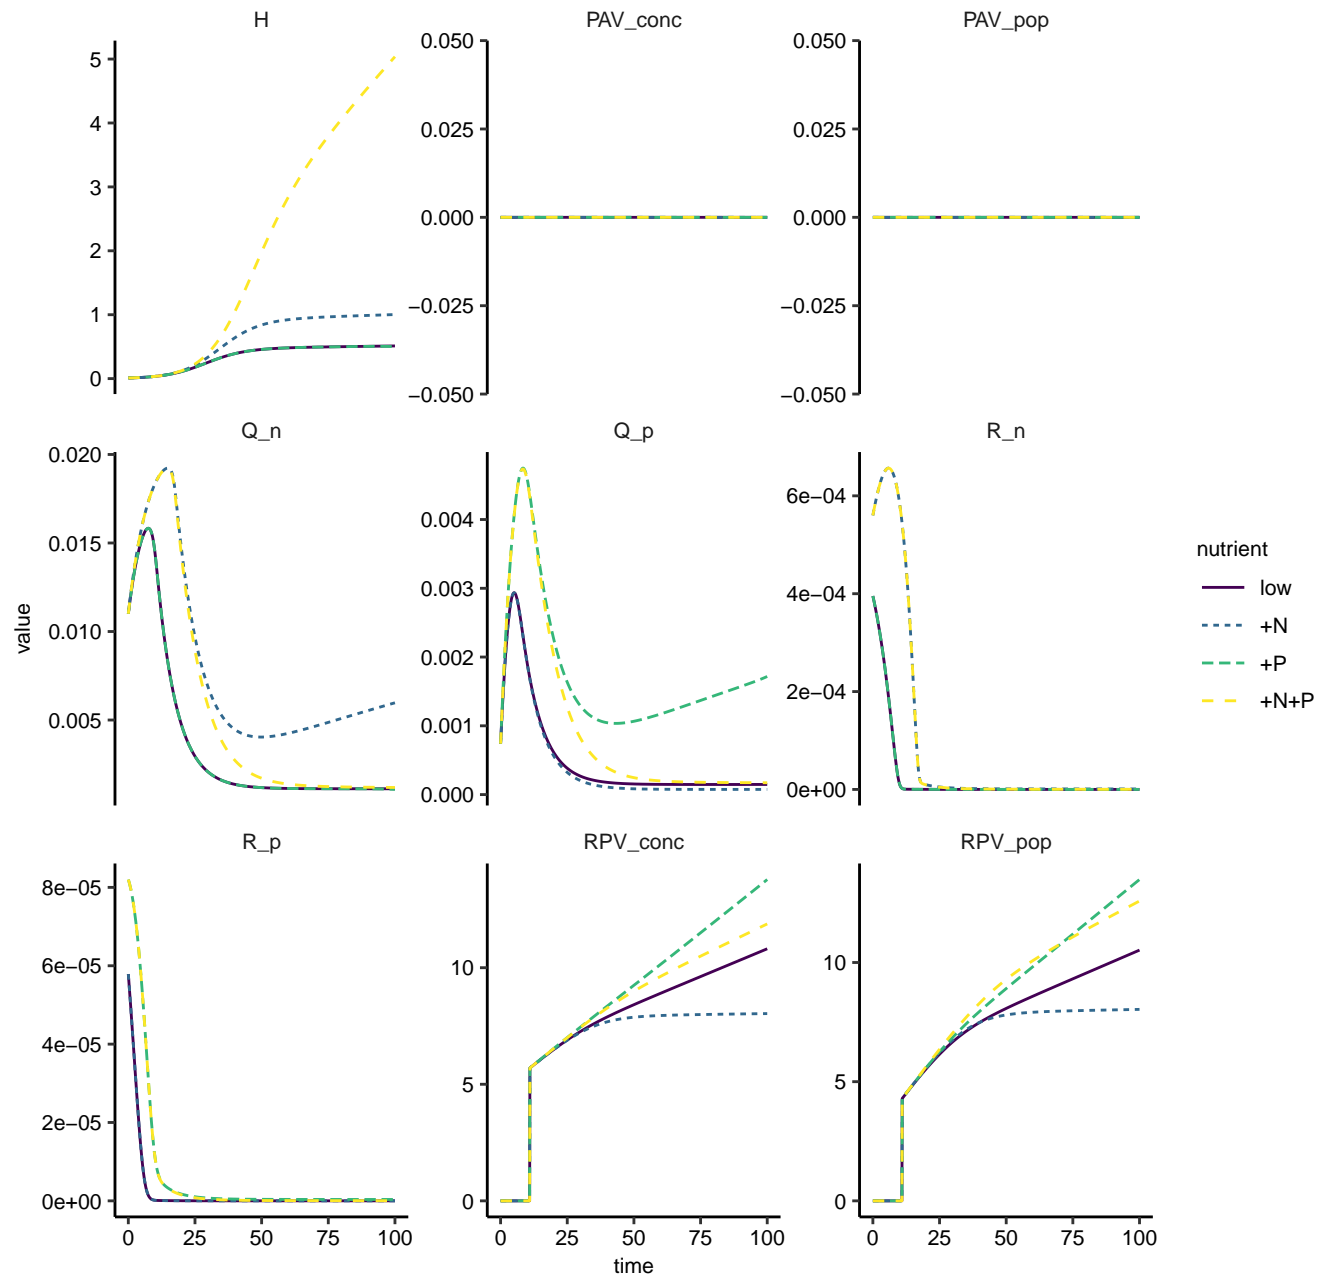 H
PAV_conc
PAV_pop
5
4
3
2
1
0
0.050
0.025
0.000
−0.025
−0.050
0.050
0.025
0.000
−0.025
−0.050
Q_n
Q_p
R_n
0.020
0.015
0.010
0.005
0.004
0.003
0.002
0.001
0.000
6e−04
4e−04
2e−04
0e+00
R_p
RPV_conc
RPV_pop
8e−05
6e−05
4e−05
2e−05
0e+00
10
5
0
10
5
0
0 25 50 75 100
0 25 50 75 100
0 25 50 75 100
time
value
nutrient
low
+N
+P
+N+P